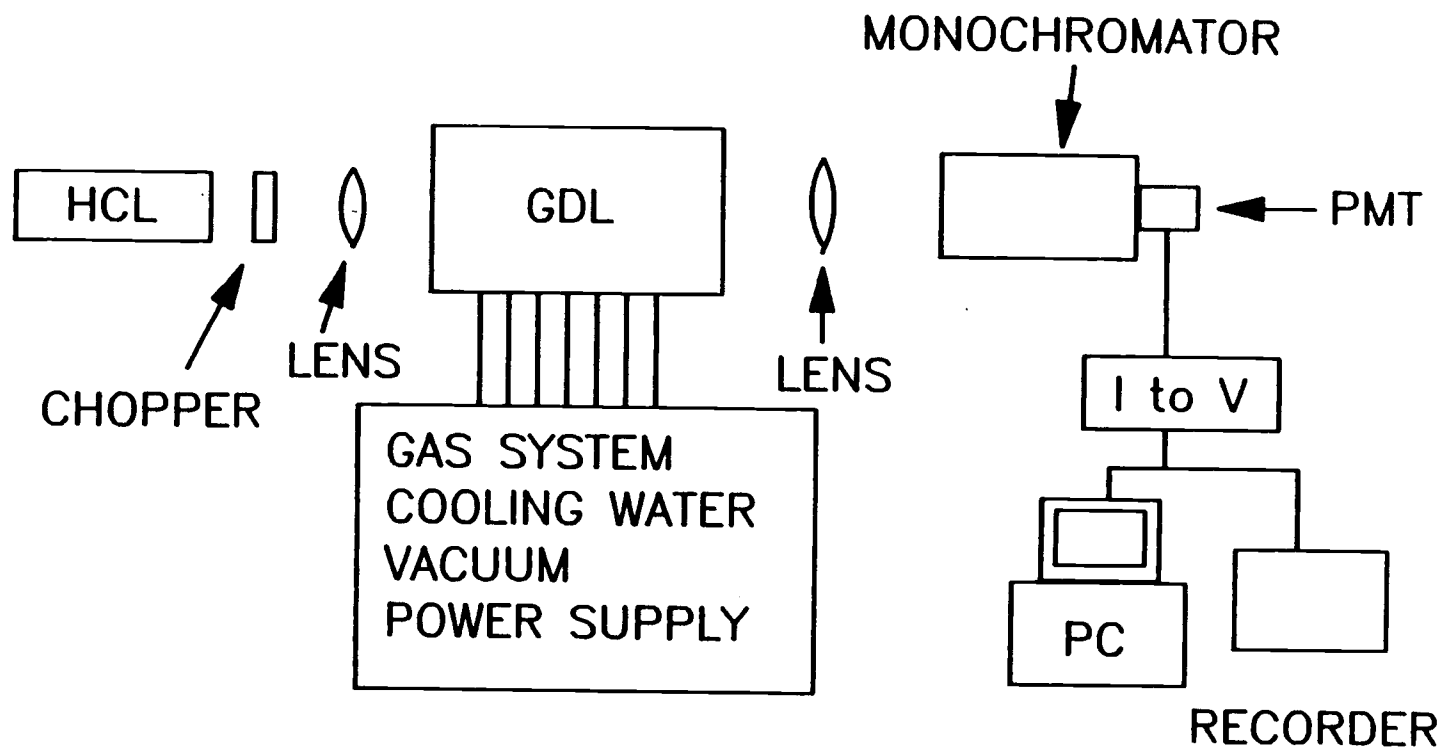 MONOCHROMATOR
HCL
GDL
PMT
LENS
LENS
CHOPPER
I to V
GAS SYSTEM
COOLING WATER
VACUUM
POWER SUPPLY
PC
RECORDER